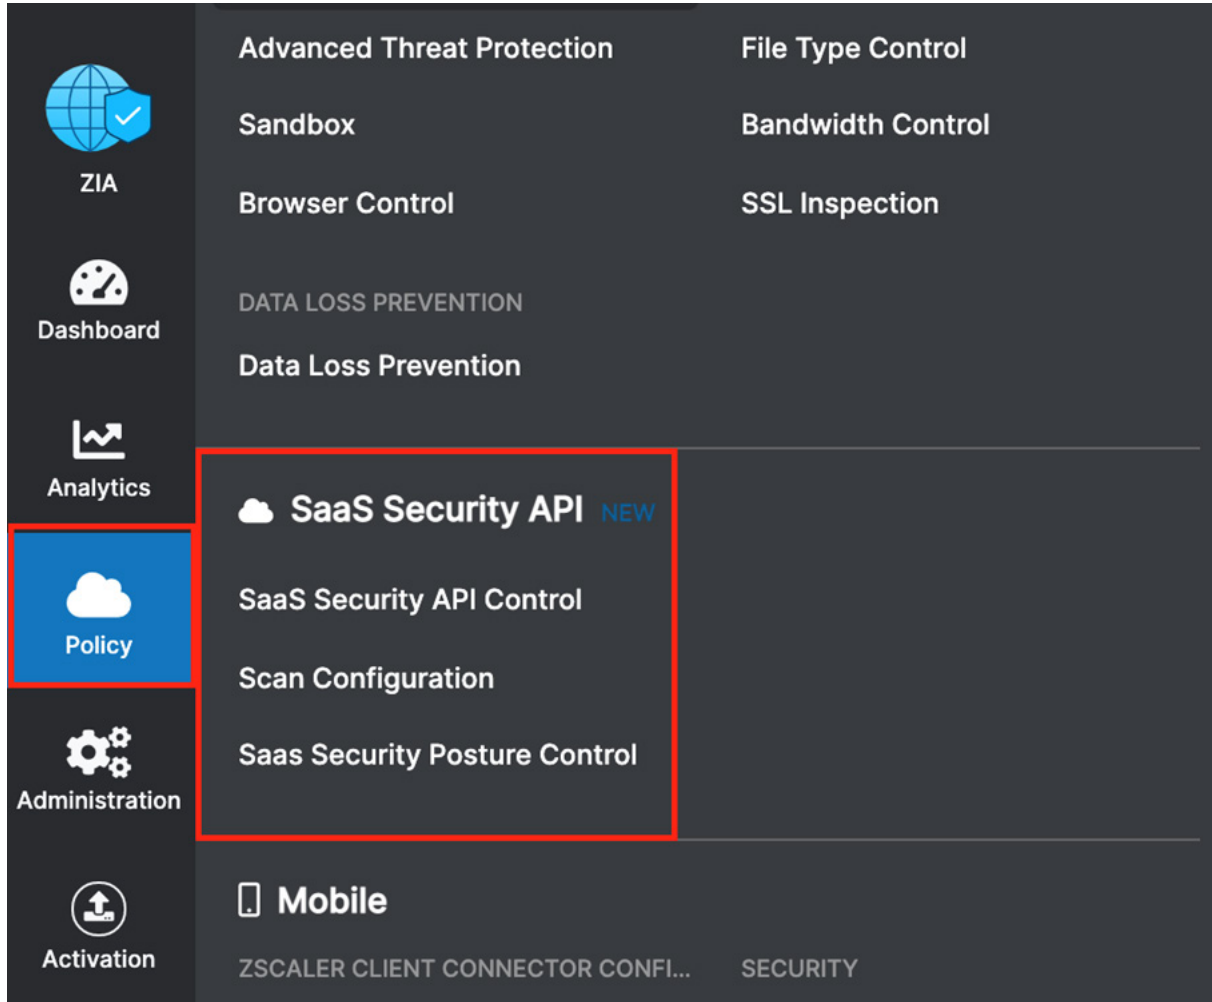 ZIA
Dashboard
Analytics
Policy
Administration
Activation
Advanced Threat Protection
File Type Control
Sandbox
Bandwidth Control
Browser Control
SSL Inspection
DATA LOSS PREVENTION
Data Loss Prevention
SaaS Security API NEW
SaaS Security API Control
Scan Configuration
Saas Security Posture Control
Mobile
ZSCALER CLIENT CONNECTOR CONFI...
SECURITY